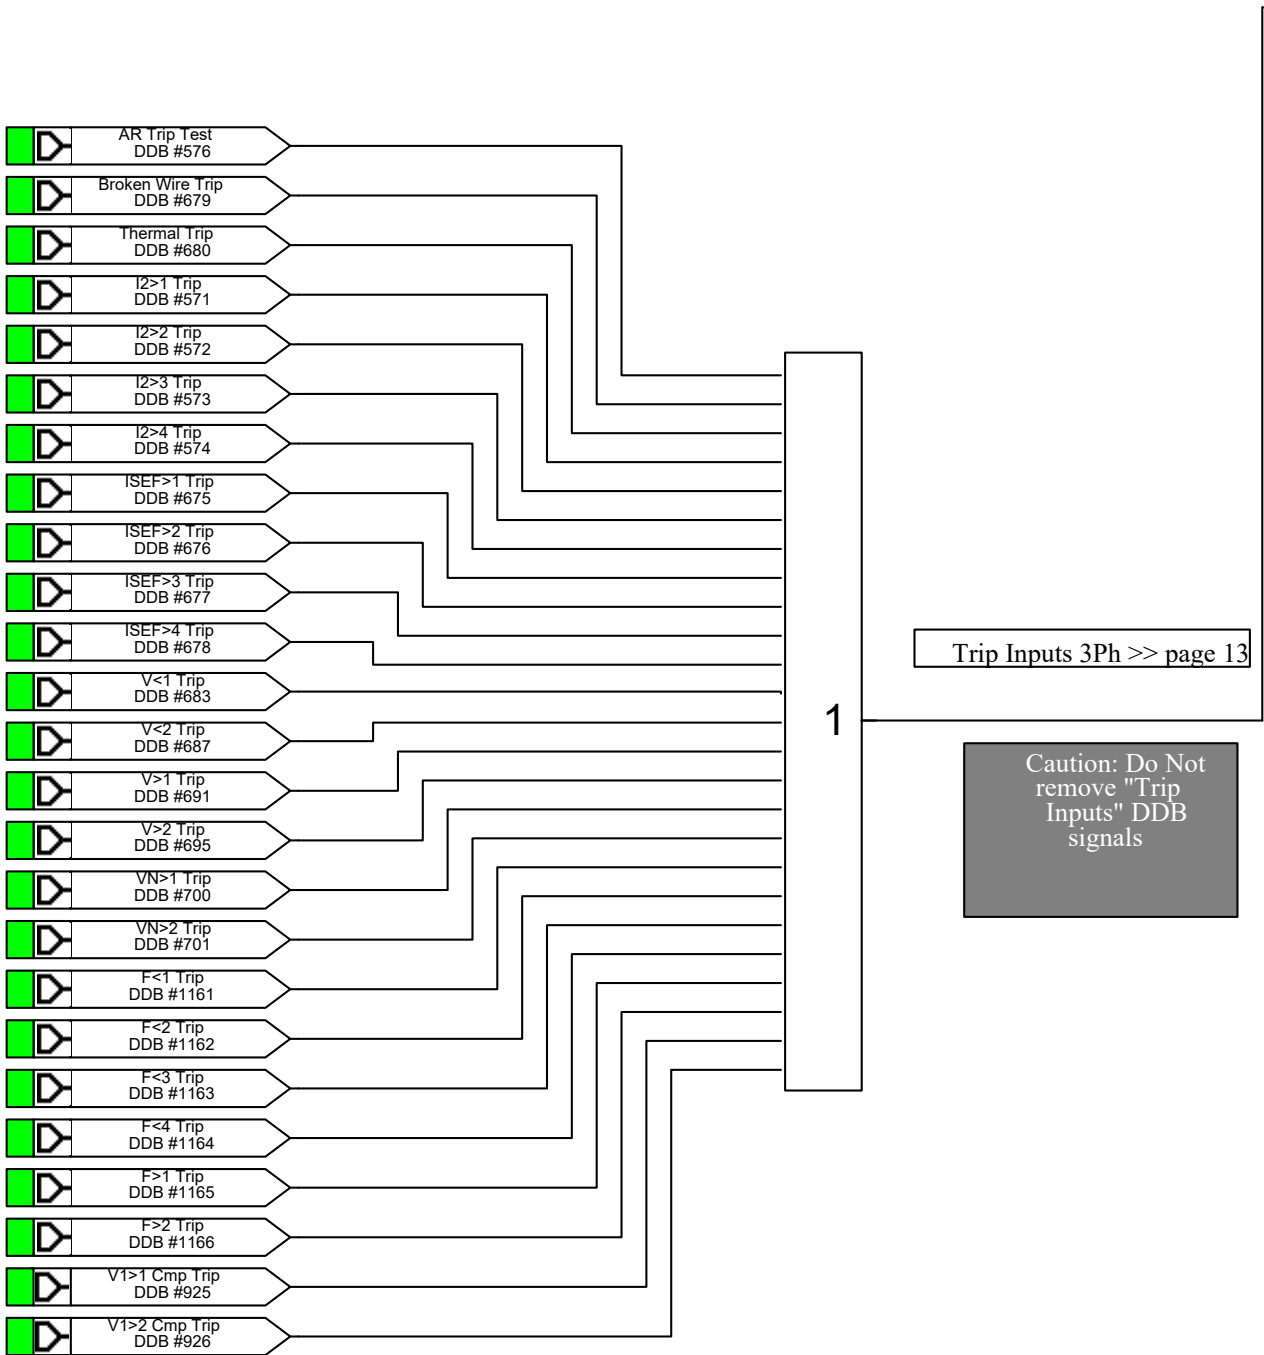 AR Trip Test
DDB #576
Broken Wire Trip
DDB #679
Thermal Trip
DDB #680
I2>1 Trip
DDB #571
I2>2 Trip
DDB #572
I2>3 Trip
DDB #573
I2>4 Trip
DDB #574
ISEF>1 Trip
DDB #675
ISEF>2 Trip
DDB #676
ISEF>3 Trip
DDB #677
ISEF>4 Trip
DDB #678
V<1 Trip
DDB #683
V<2 Trip
DDB #687
V>1 Trip
DDB #691
V>2 Trip
DDB #695
VN>1 Trip
DDB #700
VN>2 Trip
DDB #701
F<1 Trip
DDB #1161
F<2 Trip
DDB #1162
F<3 Trip
DDB #1163
F<4 Trip
DDB #1164
F>1 Trip
DDB #1165
F>2 Trip
DDB #1166
V1>1 Cmp Trip
DDB #925
V1>2 Cmp Trip
DDB #926
1
Trip Inputs 3Ph >> page 13
Caution: Do Not
remove "Trip
Inputs" DDB
signals